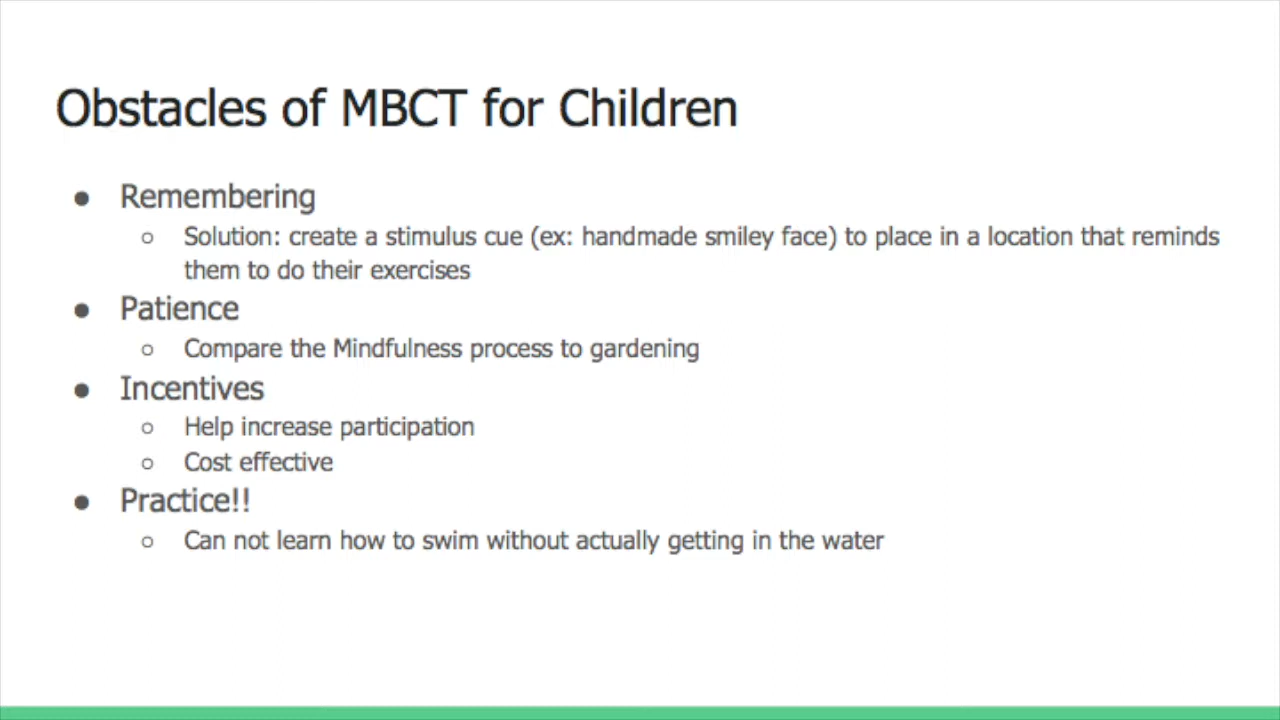 Obstacles of MBCT for Children
● Remembering
○ Solution: create a stimulus cue (ex: handmade smiley face) to place in a location that reminds
them to do their exercises
● Patience
○ Compare the Mindfulness process to gardening
● Incentives
○ Help increase participation
○ Cost effective
● Practice!!
○ Can not learn how to swim without actually getting in the water